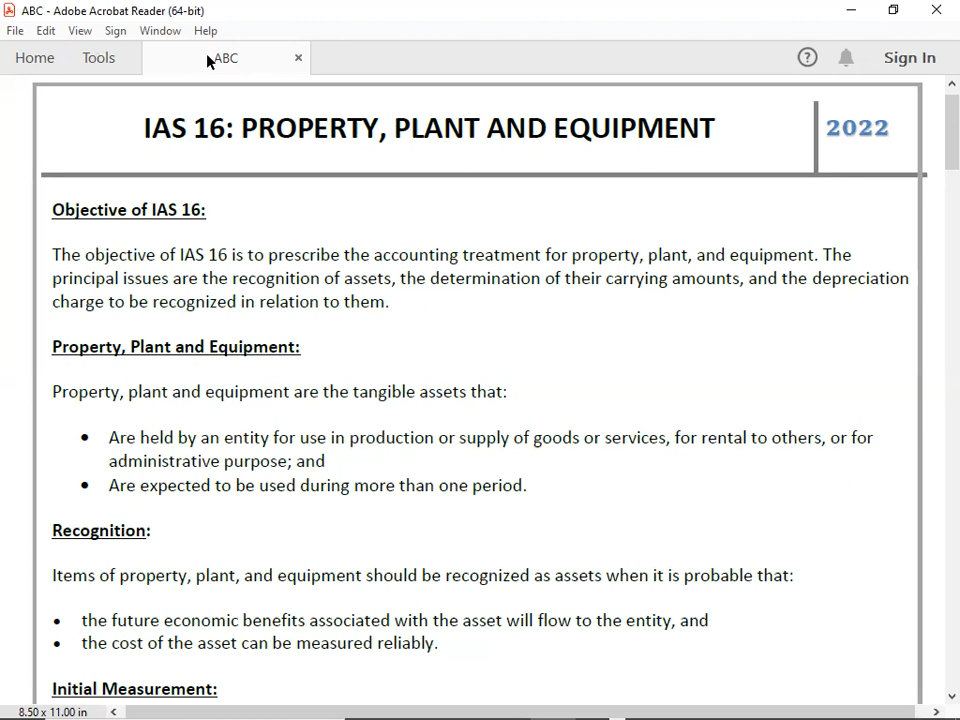 ABC - Adobe Acrobat Reader (64-bit)
File Edit View Sign Window Help
Home Tools ABC Sign In
IAS 16: PROPERTY, PLANT AND EQUIPMENT 2022
Objective of IAS 16:
The objective of IAS 16 is to prescribe the accounting treatment for property, plant, and equipment. The
principal issues are the recognition of assets, the determination of their carrying amounts, and the depreciation
charge to be recognized in relation to them.
Property, Plant and Equipment:
Property, plant and equipment are the tangible assets that:
• Are held by an entity for use in production or supply of goods or services, for rental to others, or for
administrative purpose; and
• Are expected to be used during more than one period.
Recognition:
Items of property, plant, and equipment should be recognized as assets when it is probable that:
• the future economic benefits associated with the asset will flow to the entity, and
• the cost of the asset can be measured reliably.
Initial Measurement:
8.50 x 11.00 in